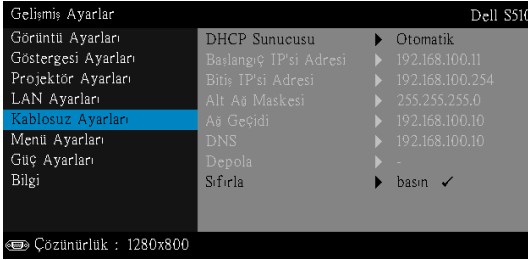 Gelişmiş Ayarlar Dell S510
Görüntü Ayarları DHCP Sunucusu Otomatik
Göstergesi Ayarları Başlangıç IP'si Adresi 192.168.100.11
Projektör Ayarları Bitiş IP'si Adresi 192.168.100.254
LAN Ayarları Alt Ağ Maskesi 255.255.255.0
Kablosuz Ayarları Ağ Geçidi 192.168.100.10
Menü Ayarları DNS 192.168.100.10
Güç Ayarları Depola -
Bilgi Sıfırla basın ✓
Çözünürlük : 1280x800